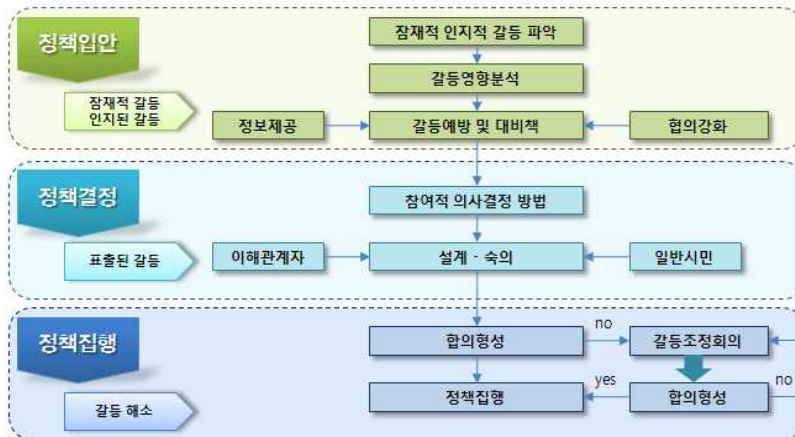 정책입안
잠재적 인지적 갈등 파악
갈등영향분석
잠재적 갈등
인지된 갈등
정보제공
갈등예방 및 대비책
협의강화
정책결정
참여적 의사결정 방법
표출된 갈등
이해관계자
설계 - 숙의
일반시민
정책집행
합의형성
no
갈등조정회의
갈등 해소
정책집행
yes
합의형성
no